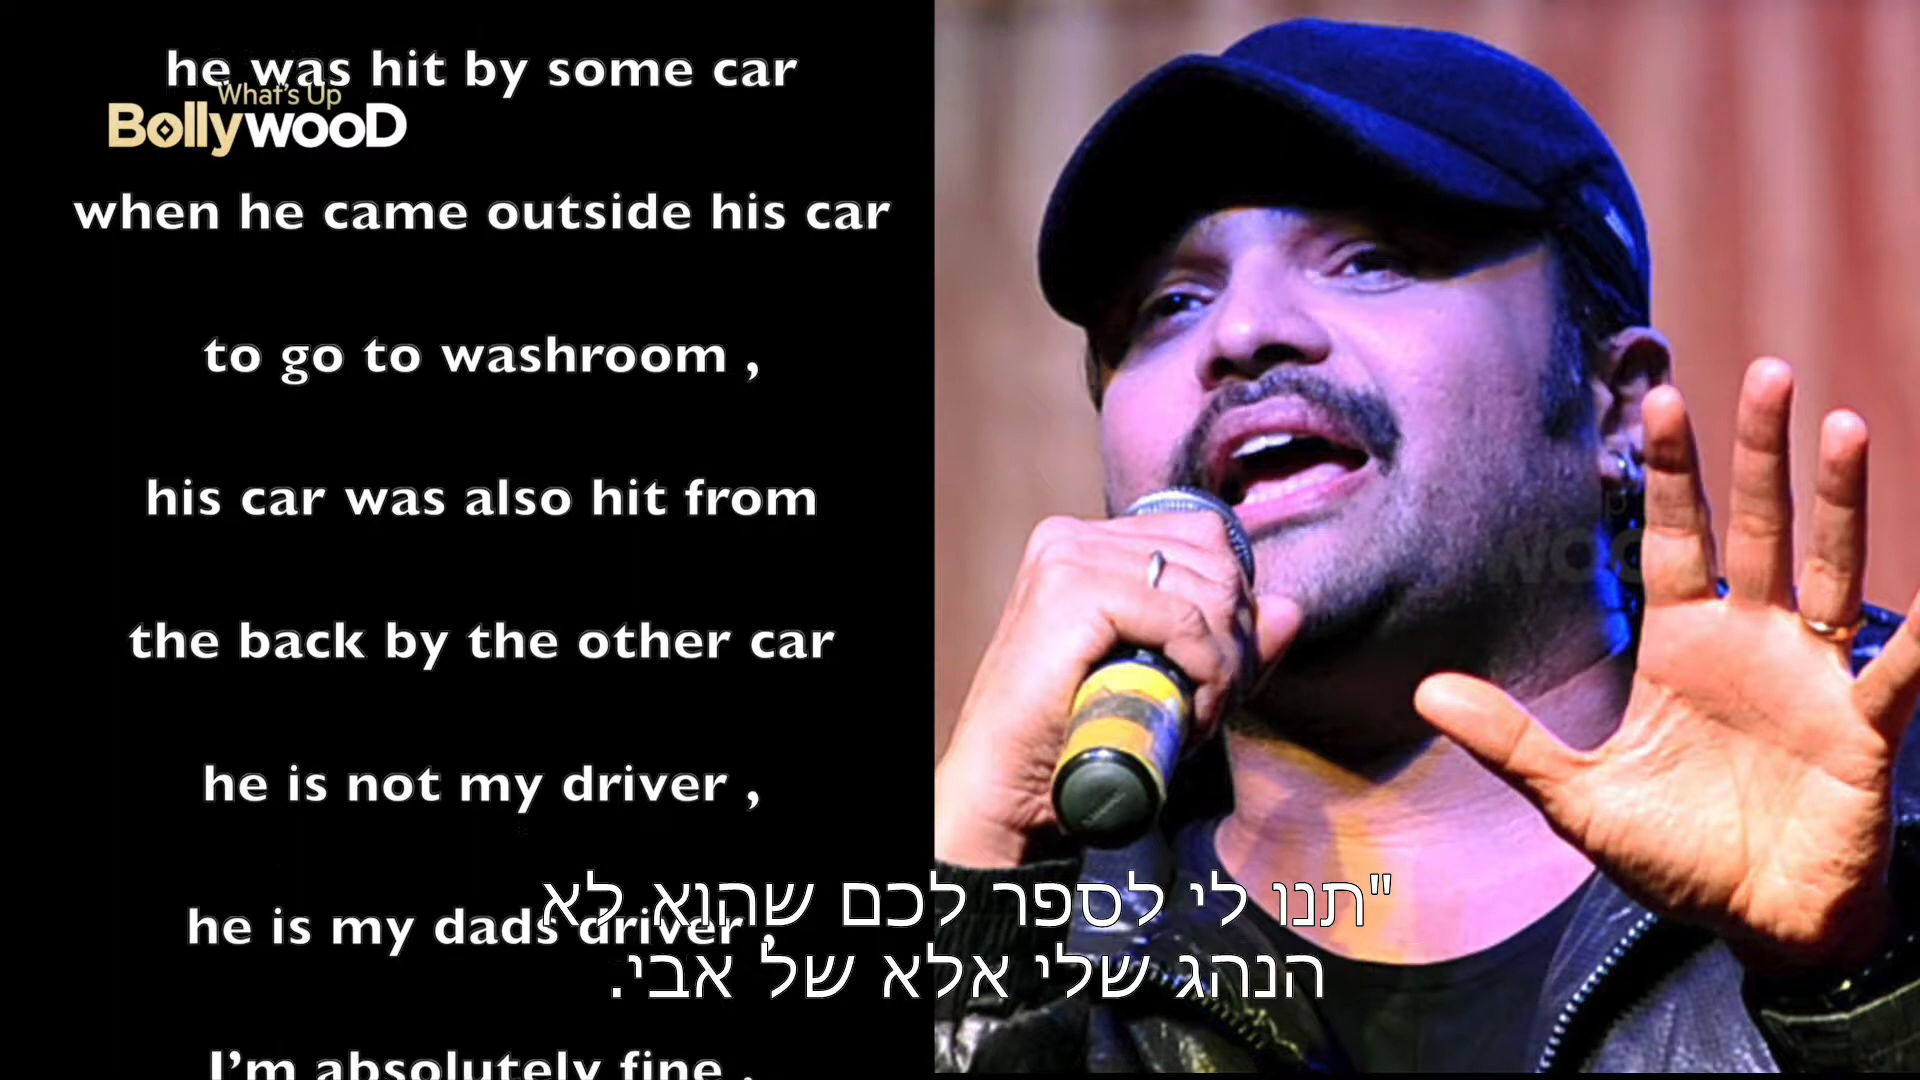 he was hit by some car
What's Up
BollywooD
when he came outside his car
to go to washroom ,
his car was also hit from
the back by the other car
he is not my driver ,
he is my dads driver ,
"תנו לי לספר לכם שהוא לא
הנהג שלי אלא של אבי.
I'm absolutely fine .